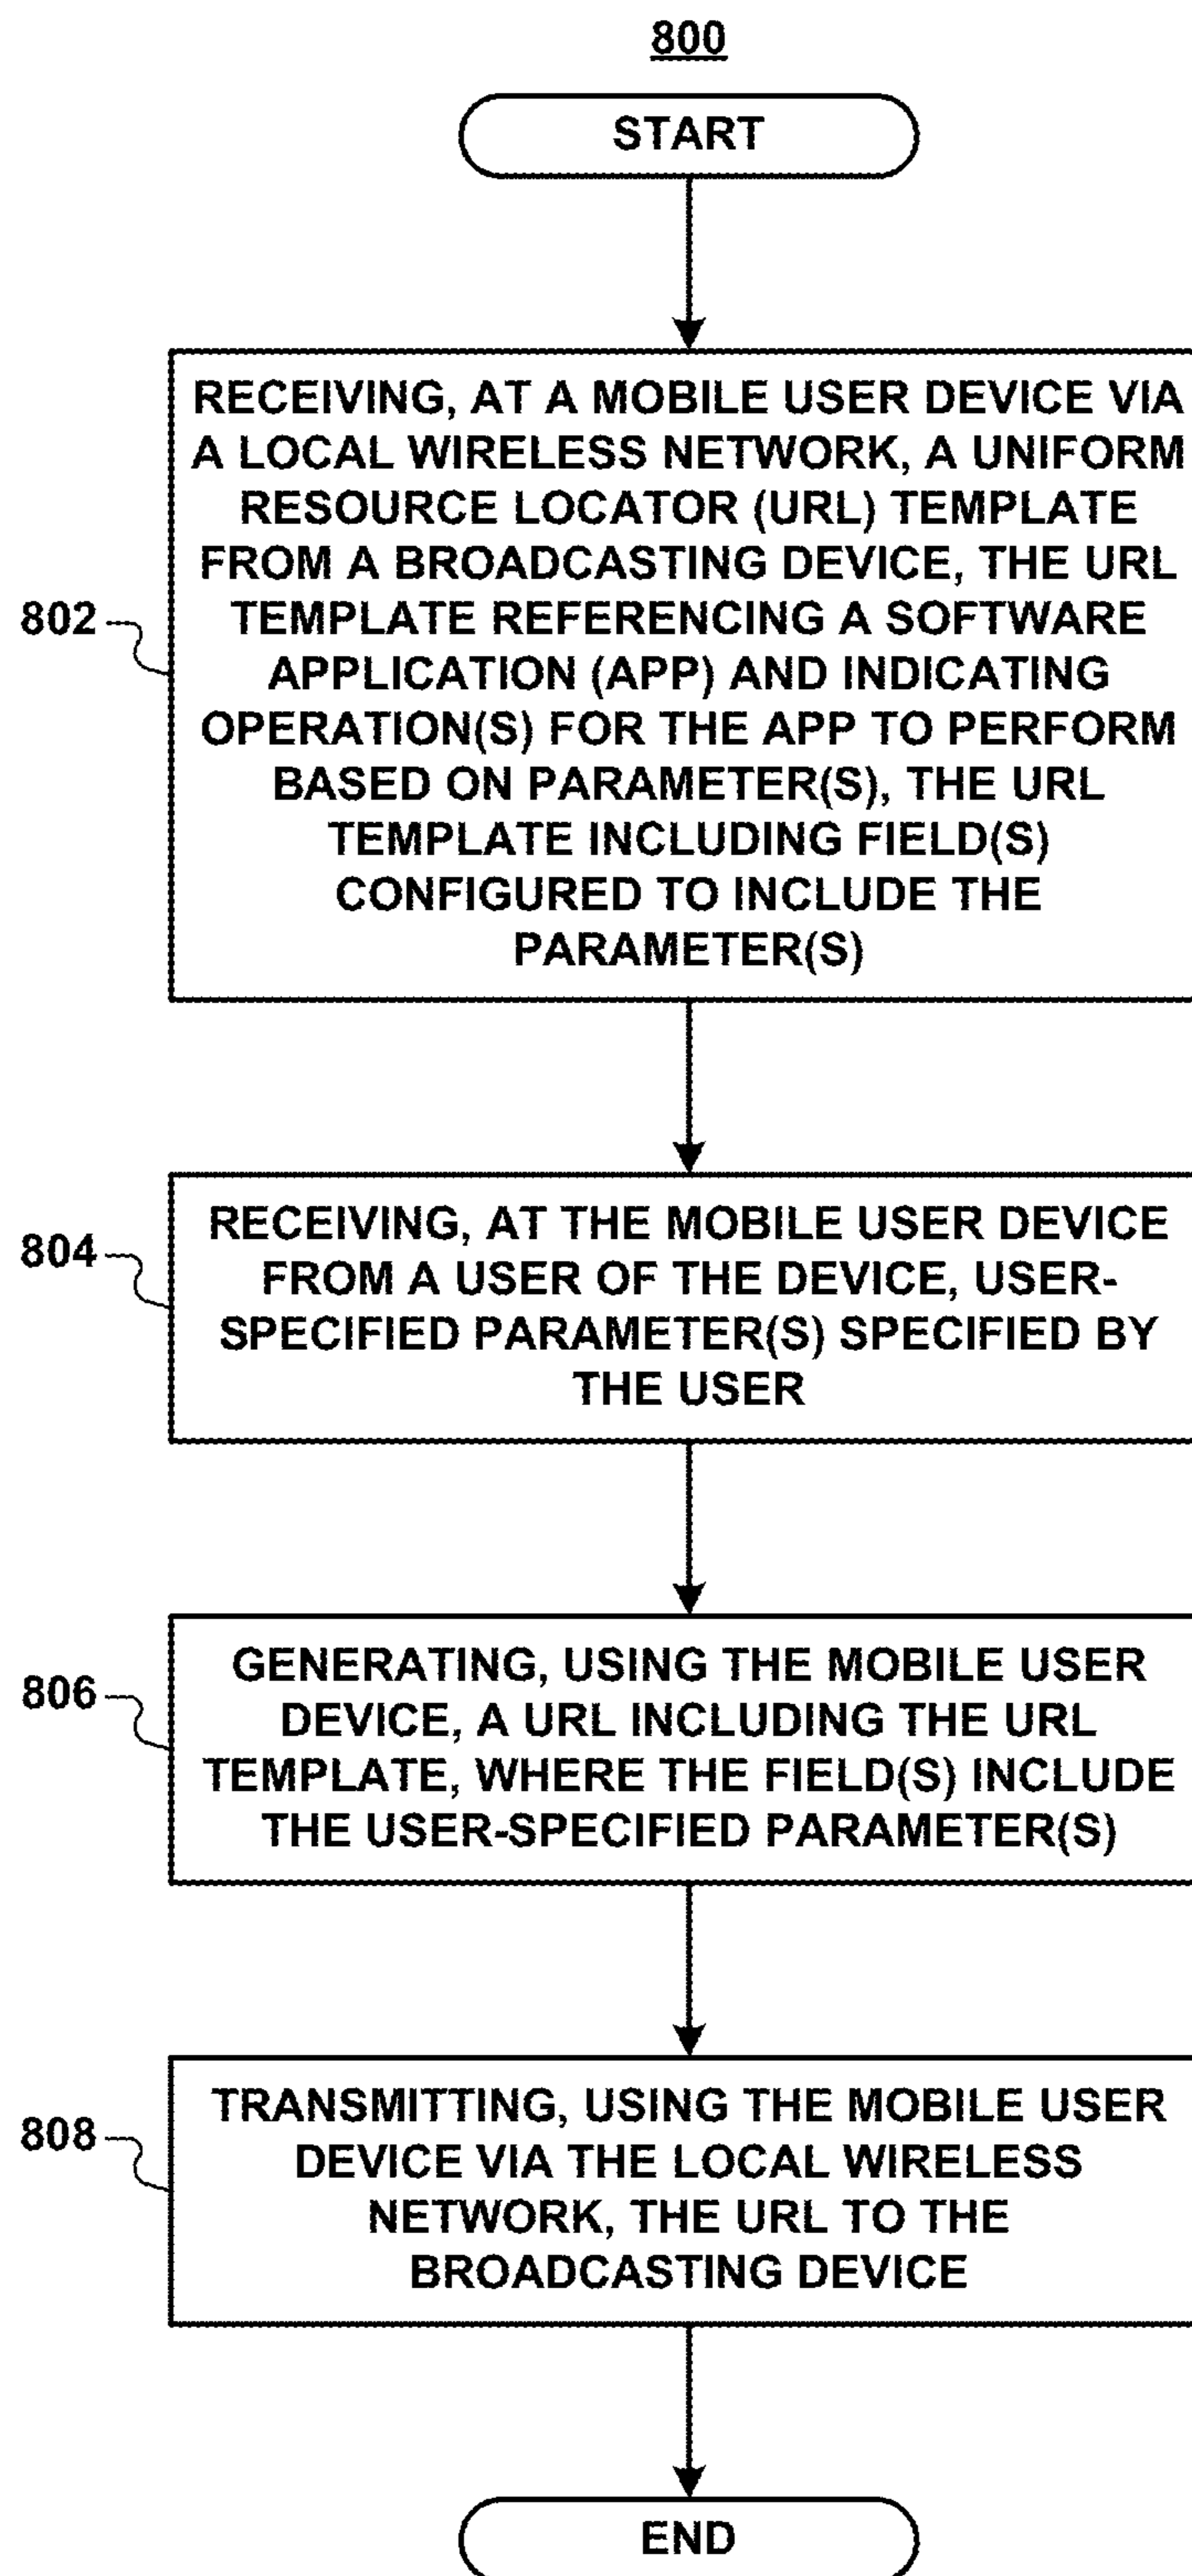 800
START
802
RECEIVING, AT A MOBILE USER DEVICE VIA
A LOCAL WIRELESS NETWORK, A UNIFORM
RESOURCE LOCATOR (URL) TEMPLATE
FROM A BROADCASTING DEVICE, THE URL
TEMPLATE REFERENCING A SOFTWARE
APPLICATION (APP) AND INDICATING
OPERATION(S) FOR THE APP TO PERFORM
BASED ON PARAMETER(S), THE URL
TEMPLATE INCLUDING FIELD(S)
CONFIGURED TO INCLUDE THE
PARAMETER(S)
804
RECEIVING, AT THE MOBILE USER DEVICE
FROM A USER OF THE DEVICE, USER-
SPECIFIED PARAMETER(S) SPECIFIED BY
THE USER
806
GENERATING, USING THE MOBILE USER
DEVICE, A URL INCLUDING THE URL
TEMPLATE, WHERE THE FIELD(S) INCLUDE
THE USER-SPECIFIED PARAMETER(S)
808
TRANSMITTING, USING THE MOBILE USER
DEVICE VIA THE LOCAL WIRELESS
NETWORK, THE URL TO THE
BROADCASTING DEVICE
END